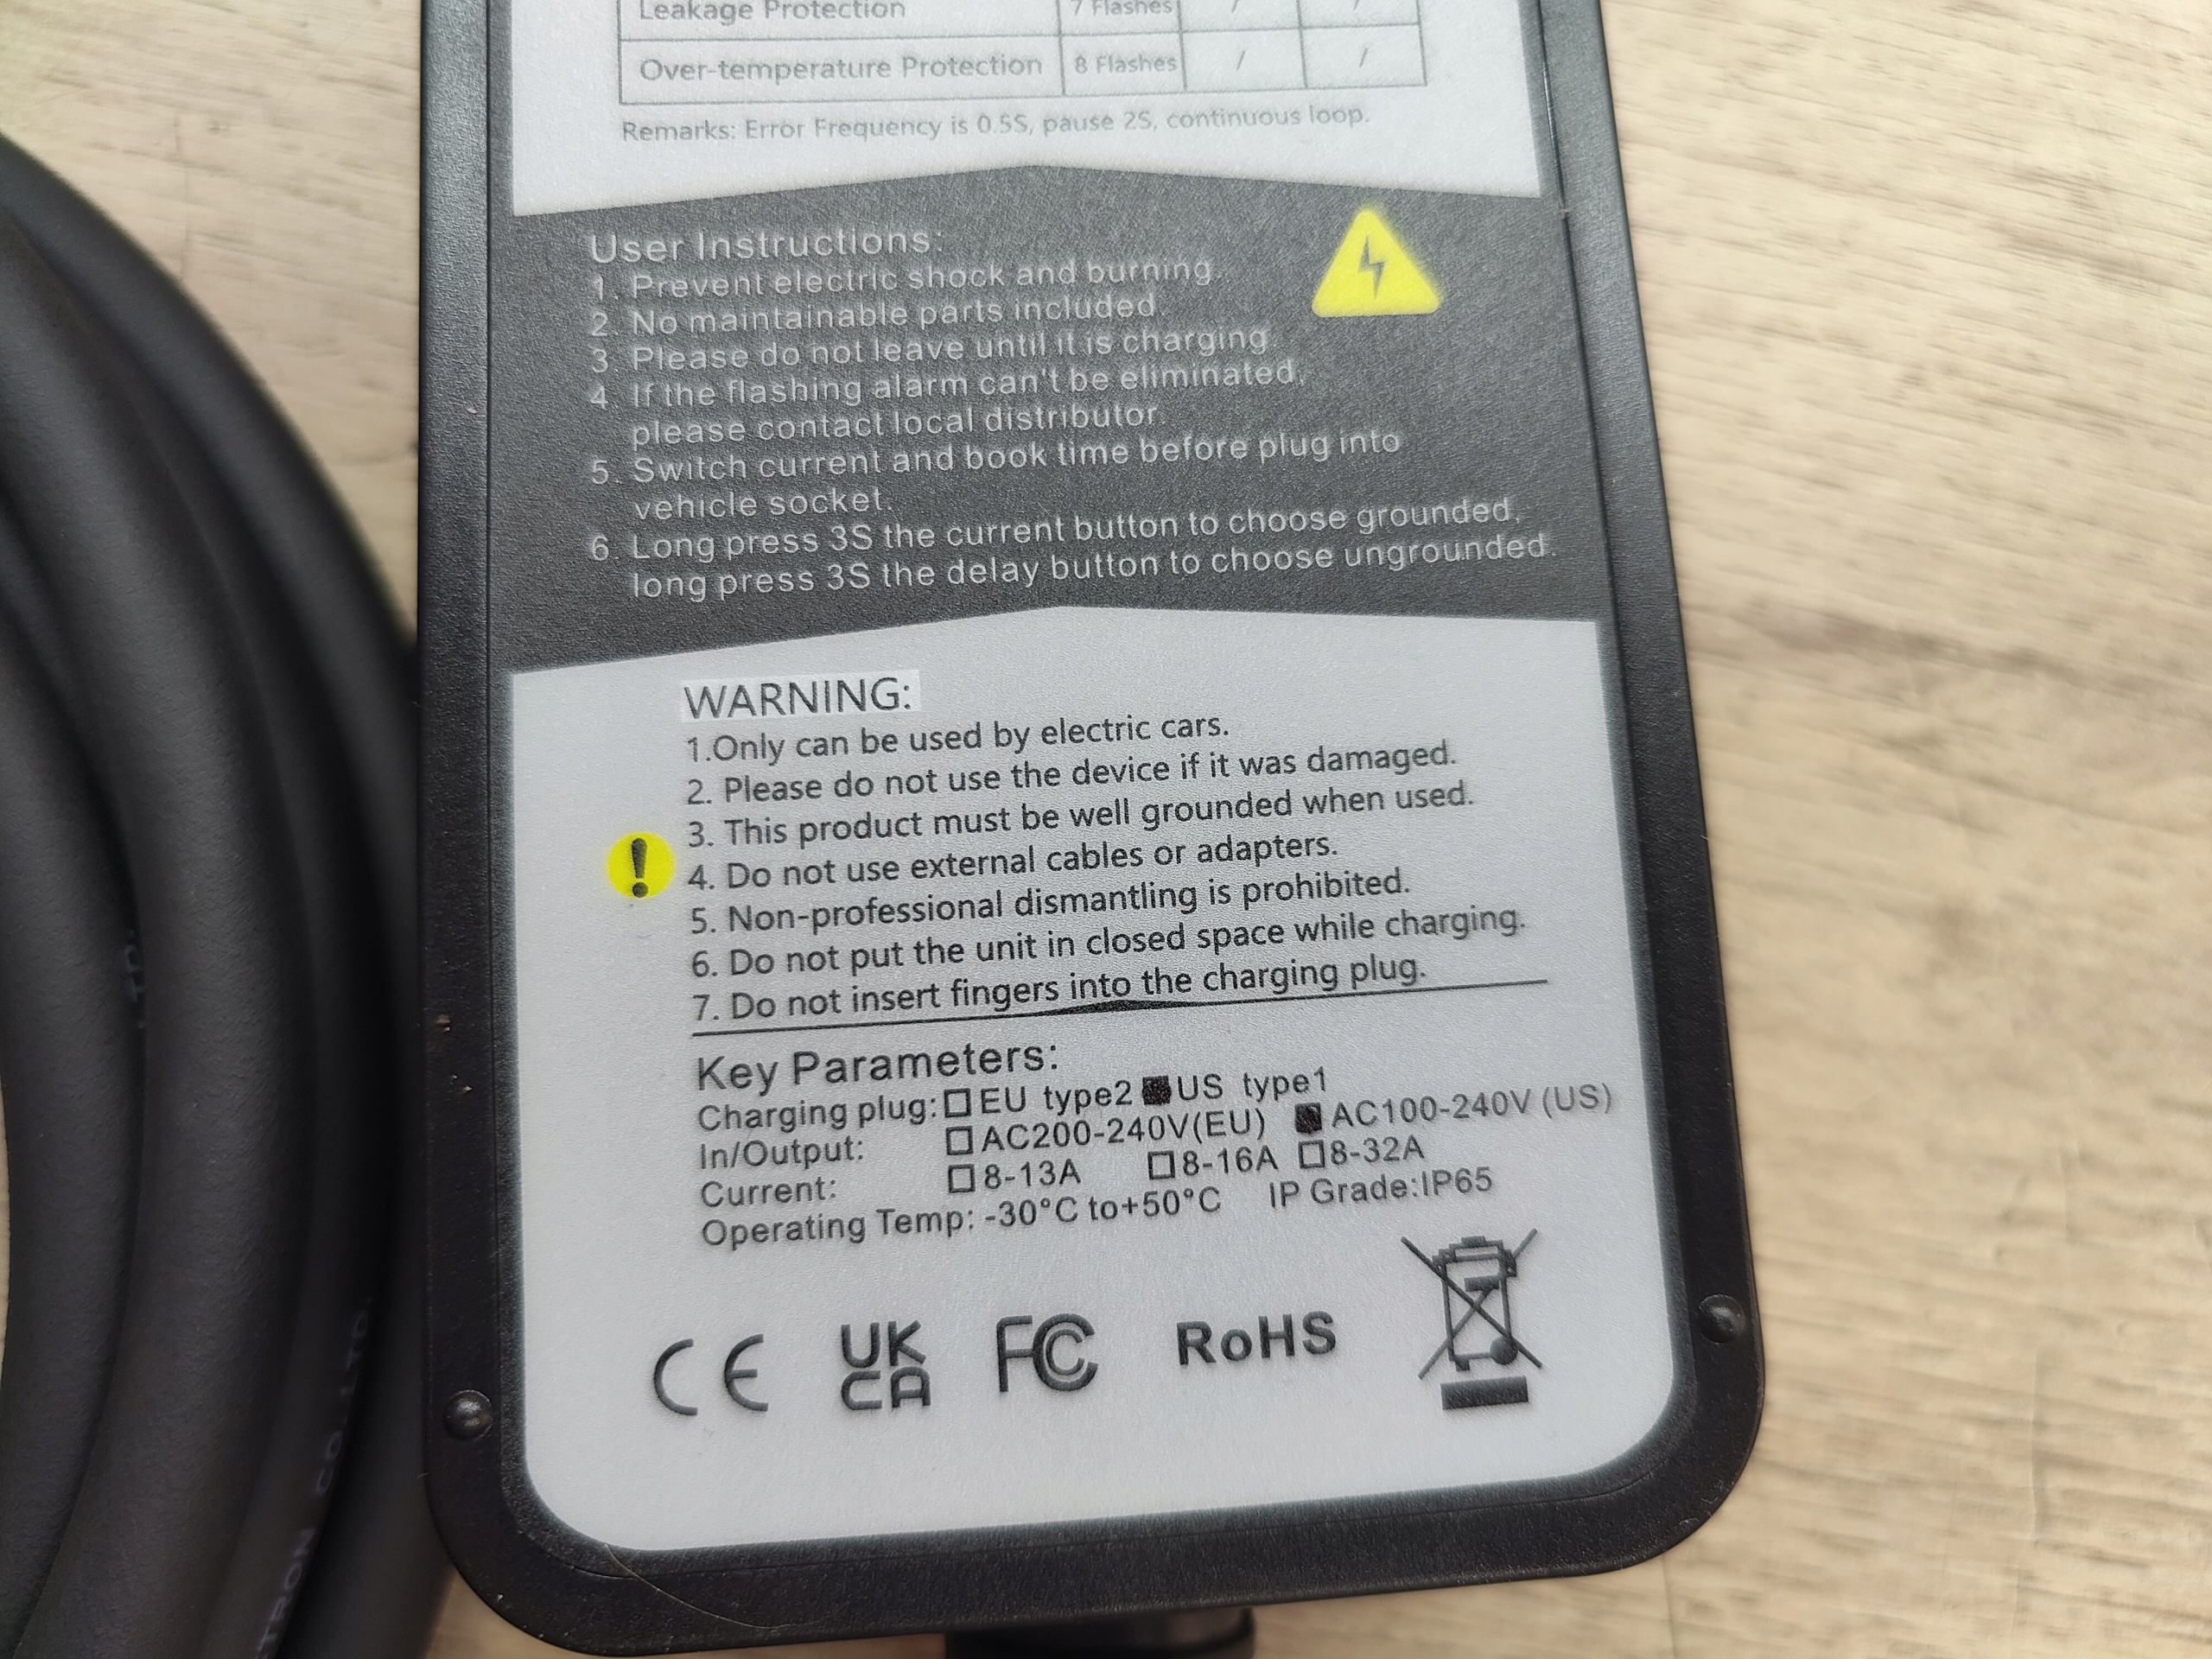 Leakage Protection 7 Flashes / /
Over-temperature Protection 8 Flashes / /
Remarks: Error Frequency is 0.5S, pause 2S, continuous loop.
User Instructions:
1. Prevent electric shock and burning.
2. No maintainable parts included.
3. Please do not leave until it is charging.
4. If the flashing alarm can't be eliminated,
please contact local distributor.
5. Switch current and book time before plug into
vehicle socket.
6. Long press 3S the current button to choose grounded,
long press 3S the delay button to choose ungrounded.
WARNING:
1.Only can be used by electric cars.
2. Please do not use the device if it was damaged.
3. This product must be well grounded when used.
!
4. Do not use external cables or adapters.
5. Non-professional dismantling is prohibited.
6. Do not put the unit in closed space while charging.
7. Do not insert fingers into the charging plug.
Key Parameters:
Charging plug: □ EU type2 ■ US type1
In/Output: □ AC200-240V(EU) ■ AC100-240V (US)
Current: □ 8-13A □ 8-16A □ 8-32A
Operating Temp: -30°C to+50°C IP Grade:IP65
CE UK CA FC RoHS
TRON CO.,LTD